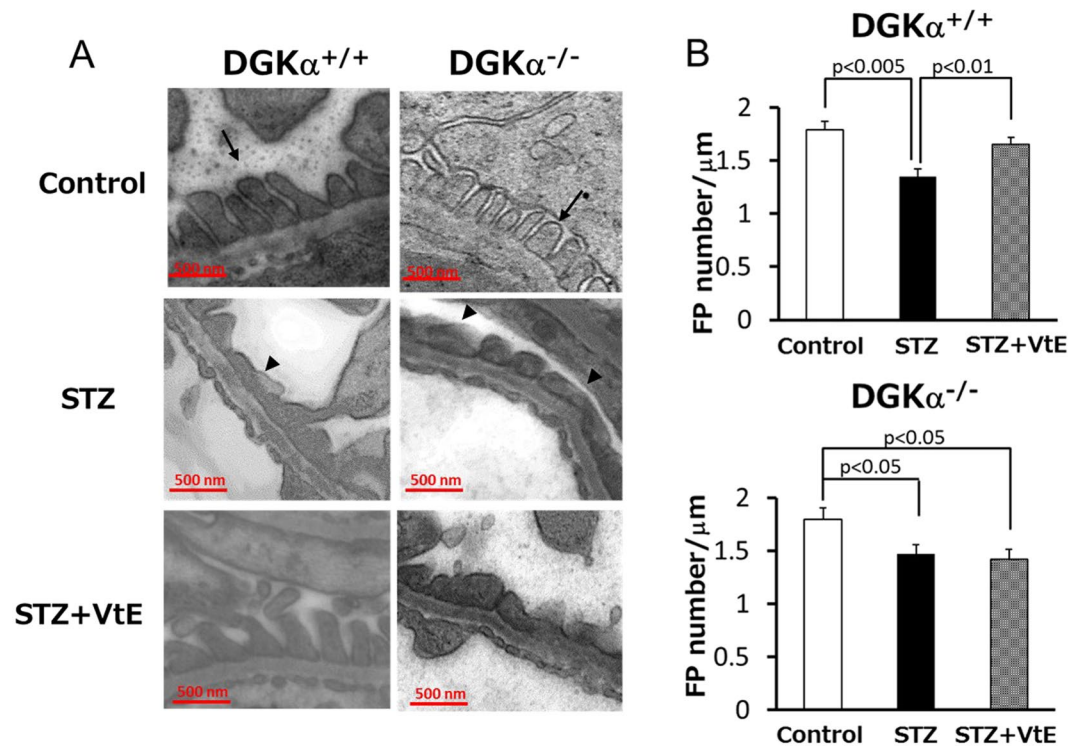 A
DGKα+/+
DGKα-/-
Control
500 nm
500 nm
STZ
500 nm
500 nm
STZ+VtE
500 nm
500 nm
B
DGKα+/+
p<0.005
p<0.01
FP number/μm
2
1.5
1
0.5
0
Control STZ STZ+VtE
DGKα-/-
p<0.05
p<0.05
FP number/μm
2
1.5
1
0.5
0
Control STZ STZ+VtE